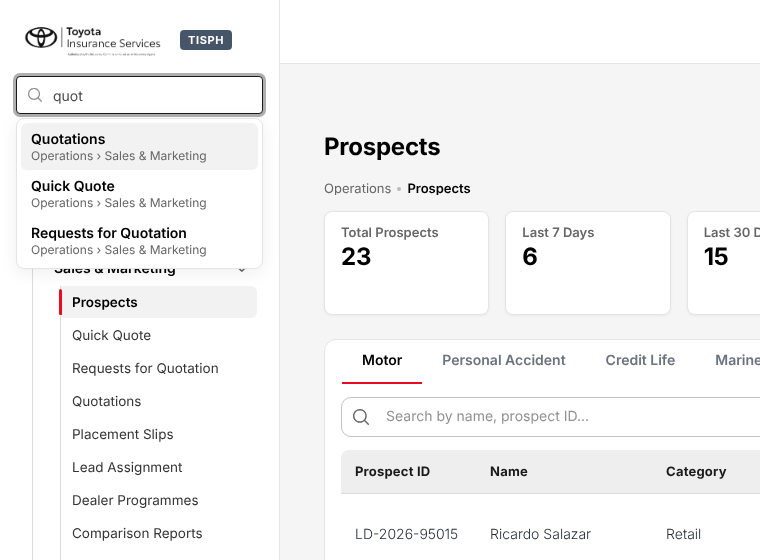 Toyota
Insurance Services
TISPH
quot
Quotations
Operations › Sales & Marketing
Quick Quote
Operations › Sales & Marketing
Requests for Quotation
Operations › Sales & Marketing
Sales & Marketing
Prospects
Quick Quote
Requests for Quotation
Quotations
Placement Slips
Lead Assignment
Dealer Programmes
Comparison Reports
Prospects
Operations • Prospects
Total Prospects
23
Last 7 Days
6
Last 30 D
15
Motor Personal Accident Credit Life Marine
Search by name, prospect ID...
Prospect ID Name Category
LD-2026-95015 Ricardo Salazar Retail